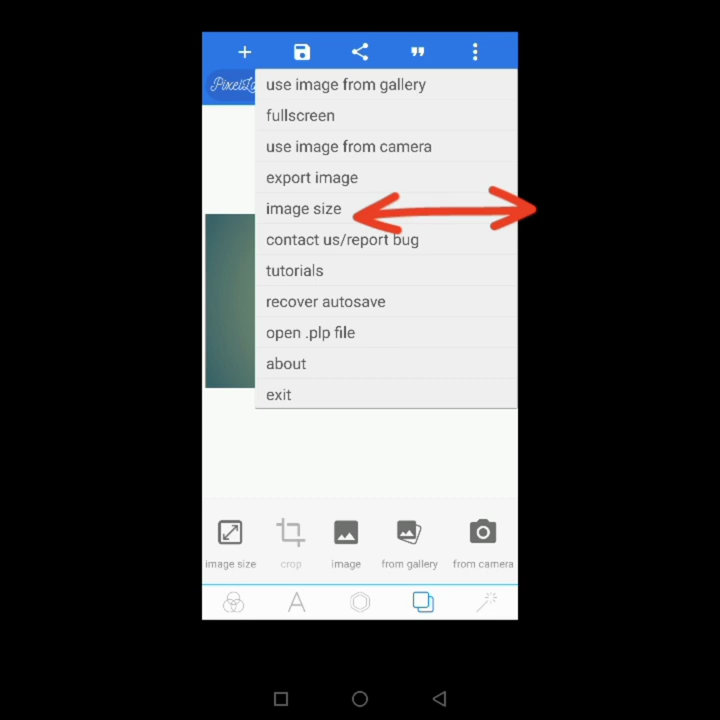 use image from gallery
fullscreen
use image from camera
export image
image size
contact us/report bug
tutorials
recover autosave
open .plp file
about
exit
image size
crop
image
from gallery
from camera
A